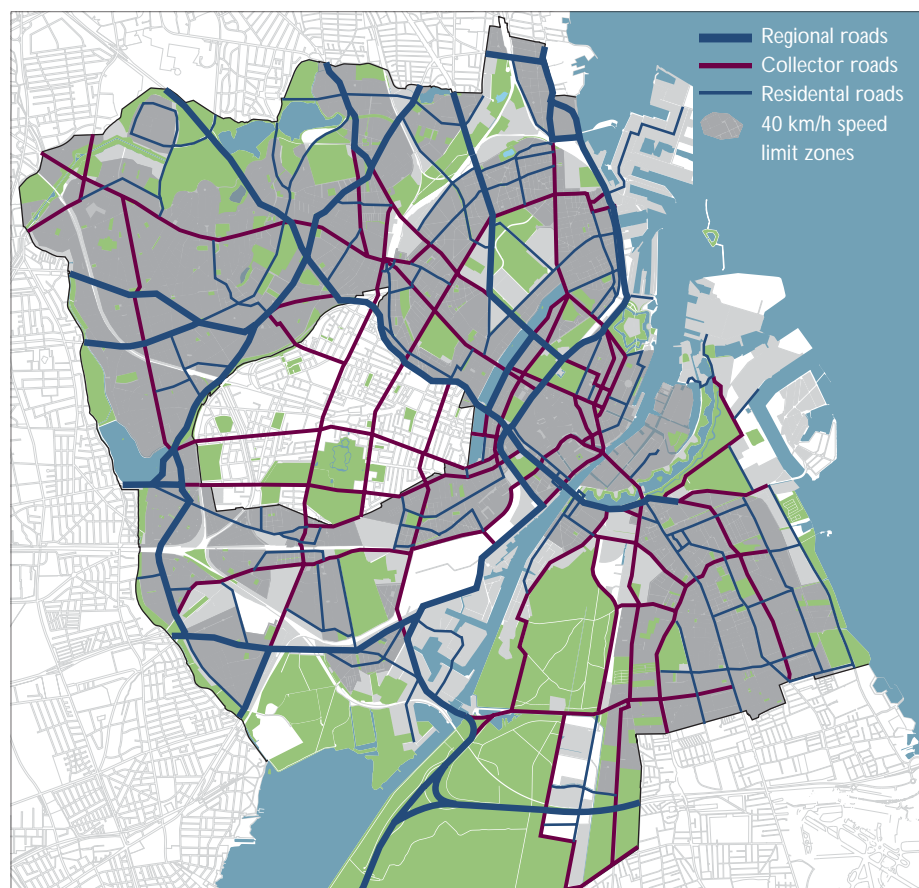 Regional roads
Collector roads
Residental roads
40 km/h speed
limit zones